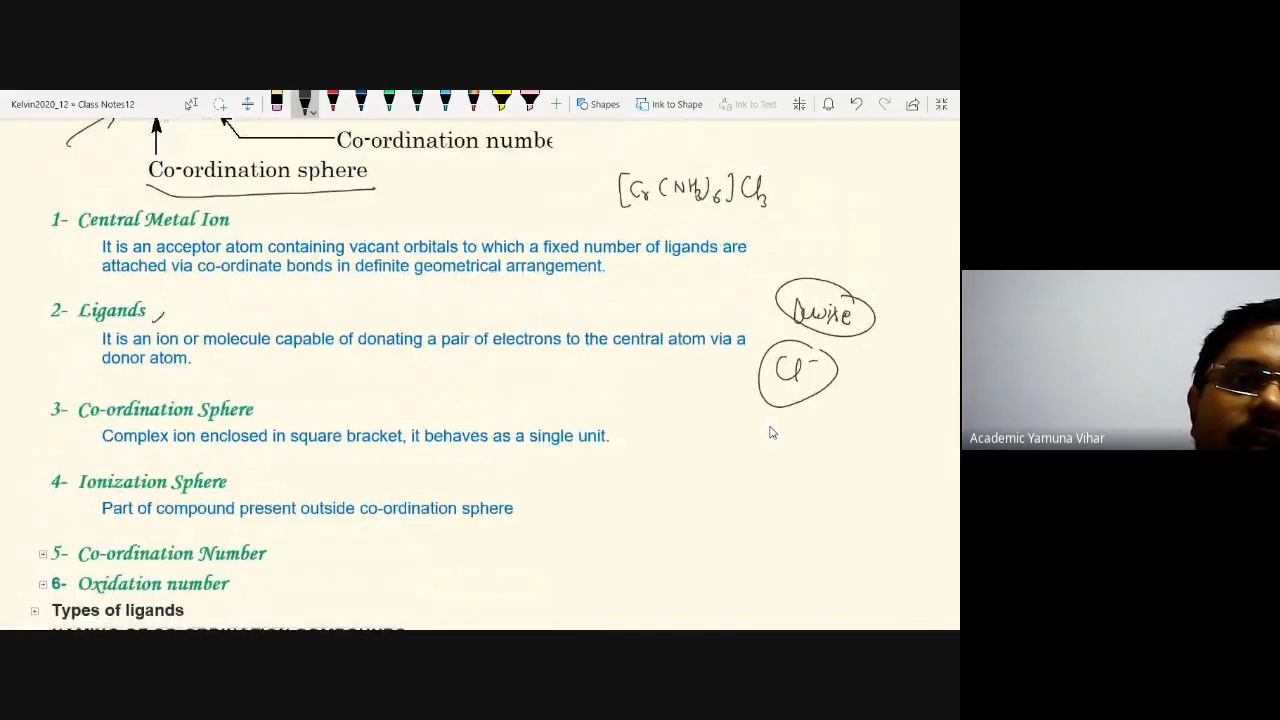 Kelvin2020_12 » Class Notes12
Shapes
Ink to Shape
Ink to Text
Co-ordination numbe
Co-ordination sphere
[Cr(NH3)6]Cl3
1- Central Metal Ion
It is an acceptor atom containing vacant orbitals to which a fixed number of ligands are
attached via co-ordinate bonds in definite geometrical arrangement.
2- Ligands
It is an ion or molecule capable of donating a pair of electrons to the central atom via a
donor atom.
Cl⁻
3- Co-ordination Sphere
Complex ion enclosed in square bracket, it behaves as a single unit.
Academic Yamuna Vihar
4- Ionization Sphere
Part of compound present outside co-ordination sphere
5- Co-ordination Number
6- Oxidation number
Types of ligands